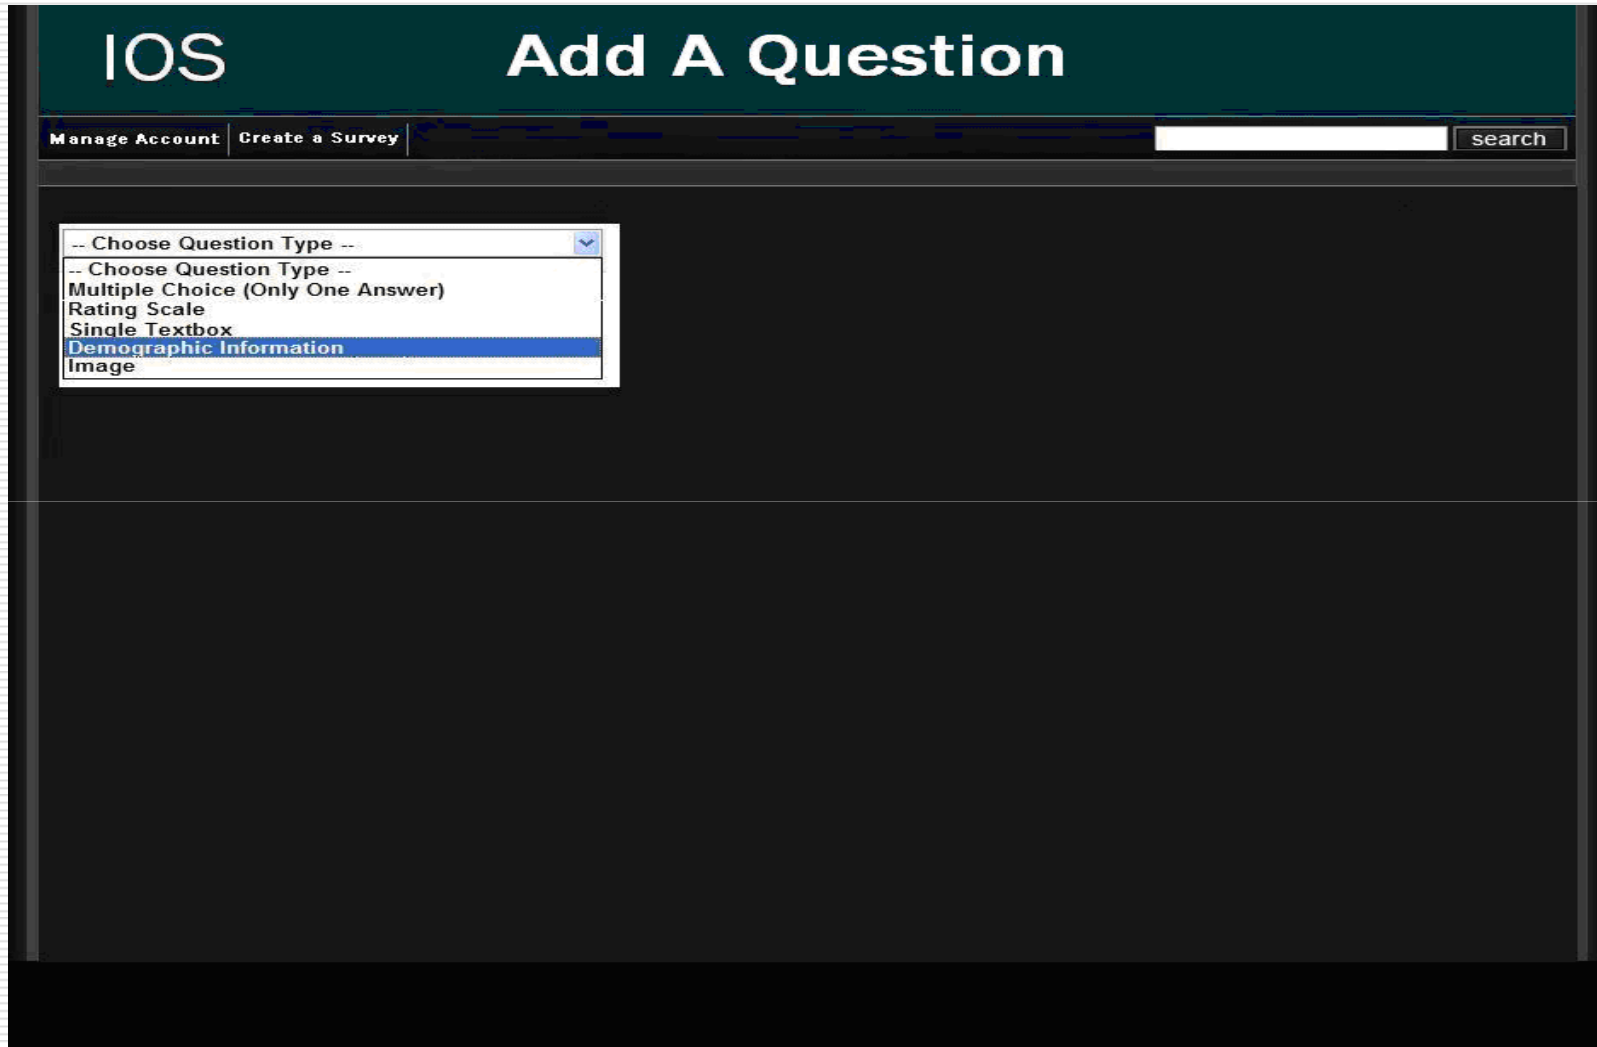 IOS
Add A Question
Manage Account
Create a Survey
search
-- Choose Question Type --
-- Choose Question Type --
Multiple Choice (Only One Answer)
Rating Scale
Single Textbox
Demographic Information
Image